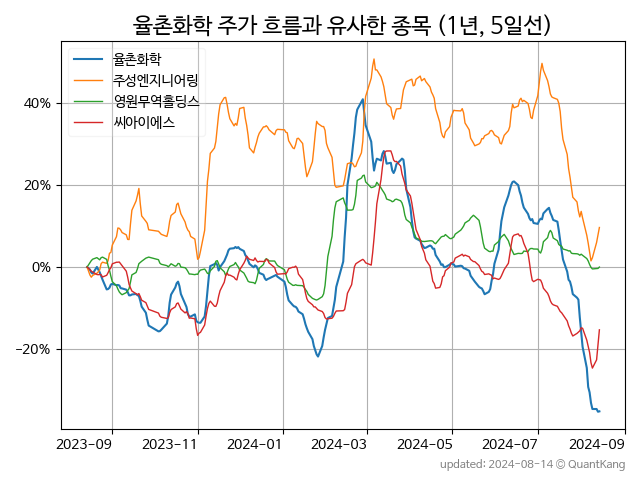 율촌화학 주가 흐름과 유사한 종목 (1년, 5일선)
율촌화학
주성엔지니어링
영원무역홀딩스
씨아이에스
40%
20%
0%
−20%
2023-09 2023-11 2024-01 2024-03 2024-05 2024-07 2024-09
updated: 2024-08-14 © QuantKang